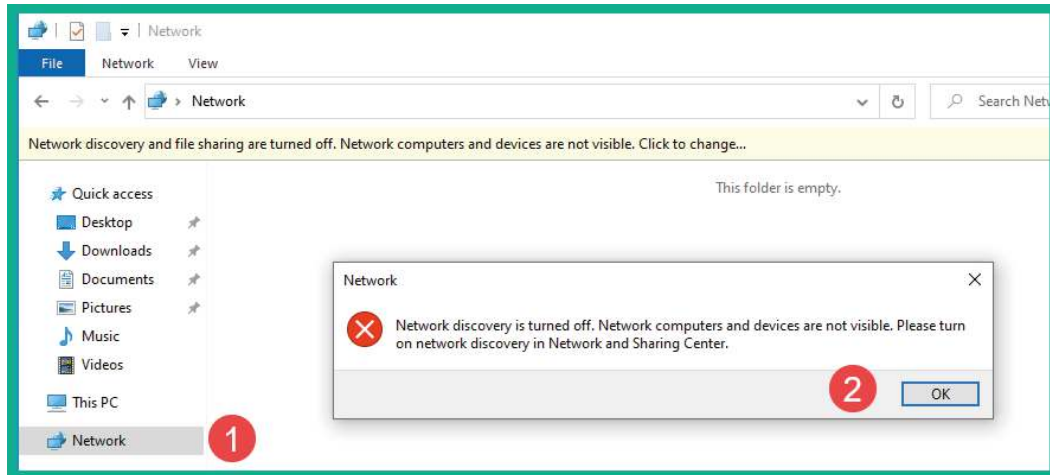 Network
File Network View
Network
Search Netw
Network discovery and file sharing are turned off. Network computers and devices are not visible. Click to change...
Quick access
Desktop
Downloads
Documents
Pictures
Music
Videos
This PC
Network
1
This folder is empty.
Network
Network discovery is turned off. Network computers and devices are not visible. Please turn
on network discovery in Network and Sharing Center.
2
OK